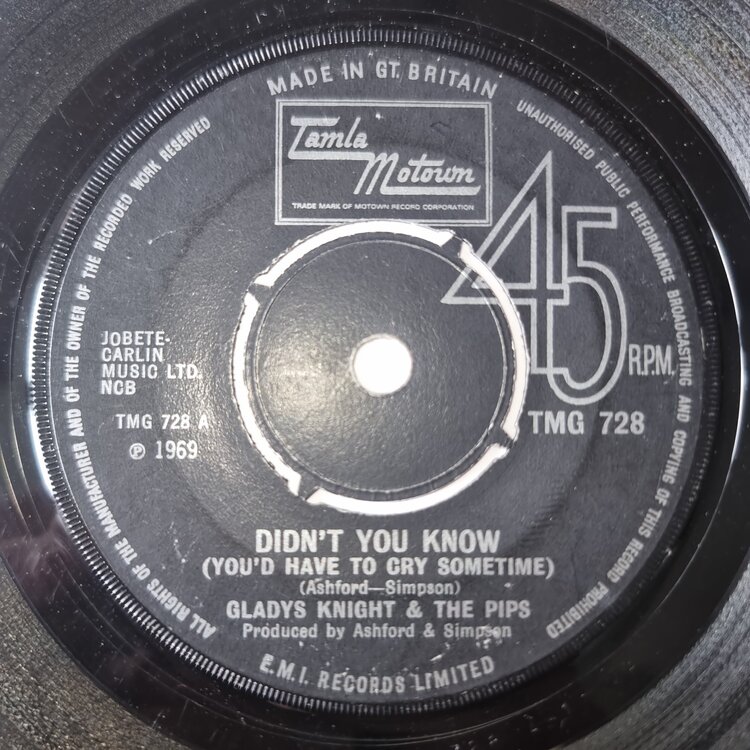 MADE IN GT. BRITAIN
UNAUTHORISED PUBLIC PERFORMANCE BROADCASTING AND COPYING OF THIS RECORD PROHIBITED
ALL RIGHTS OF THE MANUFACTURER AND OF THE OWNER OF THE RECORDED WORK RESERVED
Tamla
Motown
TRADE MARK OF MOTOWN RECORD CORPORATION
45
R.P.M.
JOBETE-
CARLIN
MUSIC LTD.
NCB
TMG 728 A
℗ 1969
TMG 728
DIDN'T YOU KNOW
(YOU'D HAVE TO CRY SOMETIME)
(Ashford—Simpson)
GLADYS KNIGHT & THE PIPS
Produced by Ashford & Simpson
E.M.I. RECORDS LIMITED